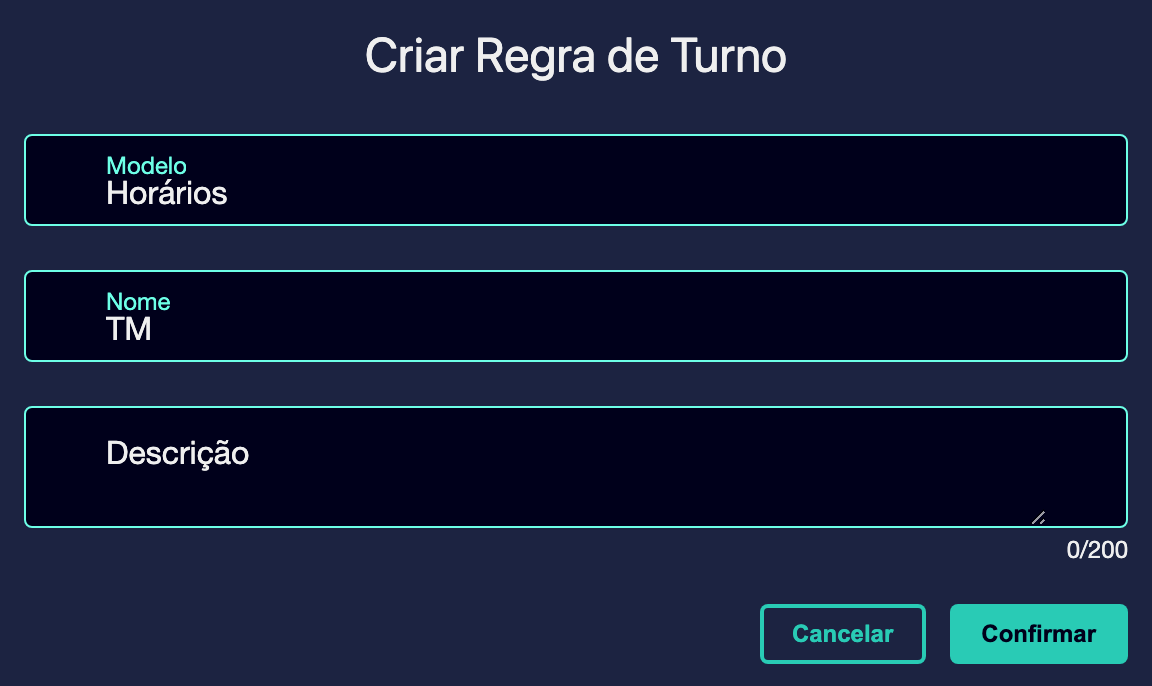 Criar Regra de Turno
Modelo
Horários
Nome
TM
Descrição
0/200
Cancelar
Confirmar